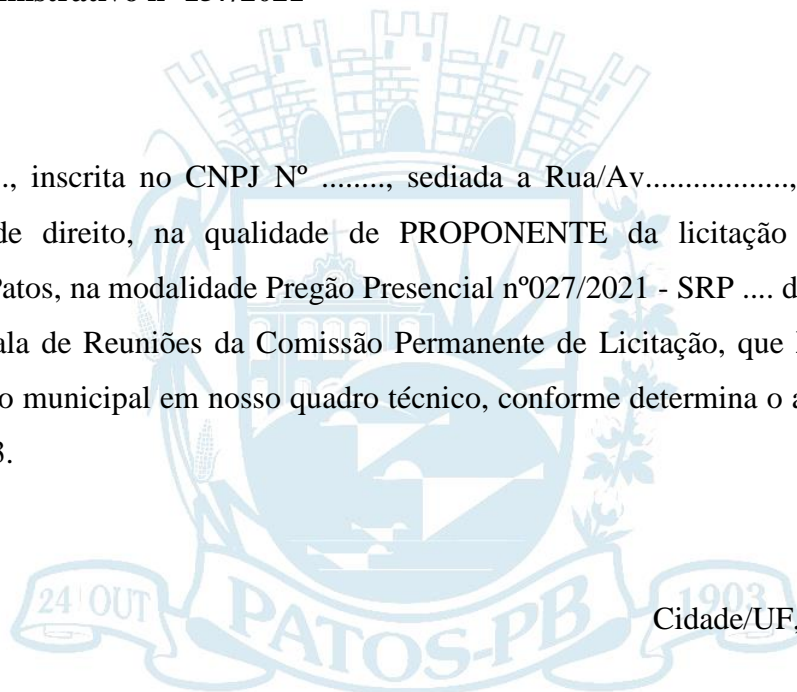 .., inscrita no CNPJ Nº ........, sediada a Rua/Av.................,
de direito, na qualidade de PROPONENTE da licitação
Patos, na modalidade Pregão Presencial nº027/2021 - SRP .... d
ala de Reuniões da Comissão Permanente de Licitação, que
o municipal em nosso quadro técnico, conforme determina o a
3.
24 OUT
PATOS-PB
1903
Cidade/UF,